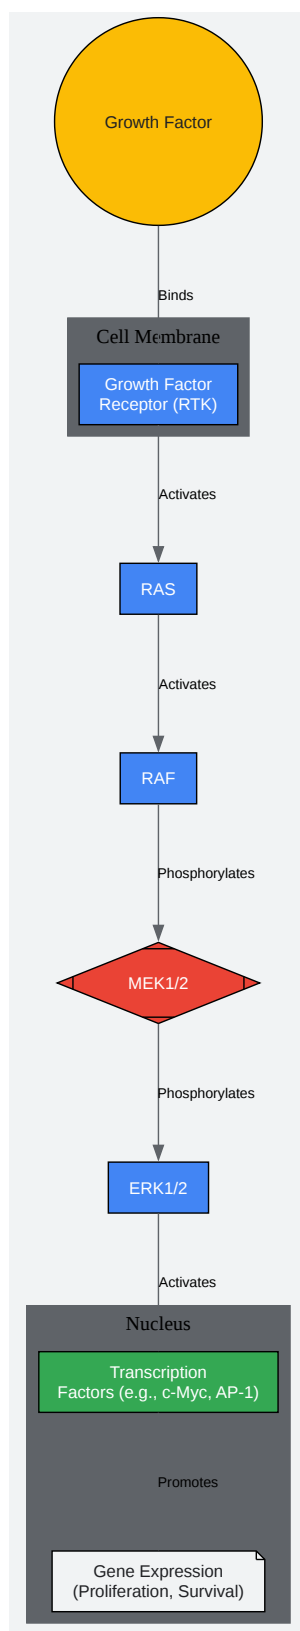 Growth Factor
Binds
Cell Membrane
Growth Factor
Receptor (RTK)
Activates
RAS
Activates
RAF
Phosphorylates
MEK1/2
Phosphorylates
ERK1/2
Activates
Nucleus
Transcription
Factors (e.g., c-Myc, AP-1)
Promotes
Gene Expression
(Proliferation, Survival)